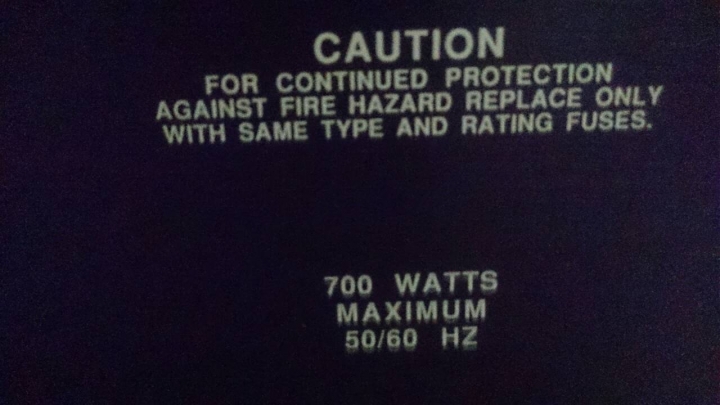 CAUTION
FOR CONTINUED PROTECTION
AGAINST FIRE HAZARD REPLACE ONLY
WITH SAME TYPE AND RATING FUSES.
700 WATTS
MAXIMUM
50/60 HZ